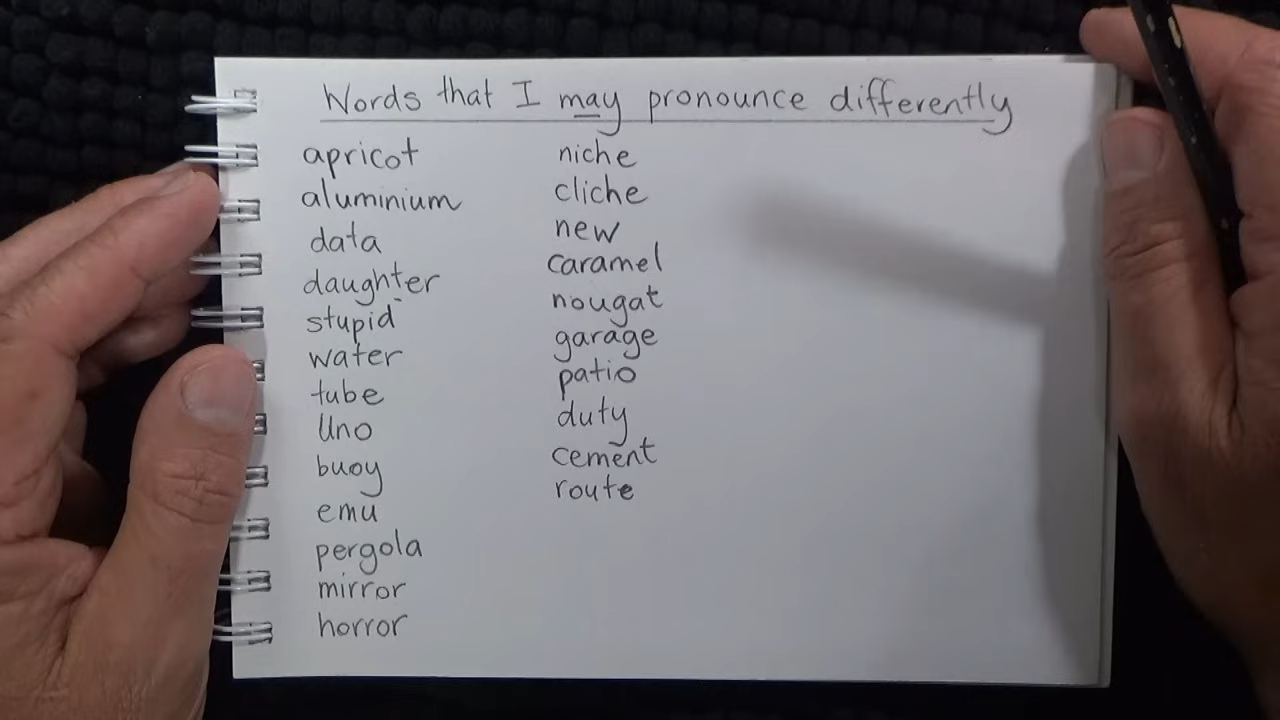 Words that I may pronounce differently
apricot
aluminium
data
daughter
stupid
water
tube
Uno
buoy
emu
pergola
mirror
horror
niche
cliche
new
caramel
nougat
garage
patio
duty
cement
route